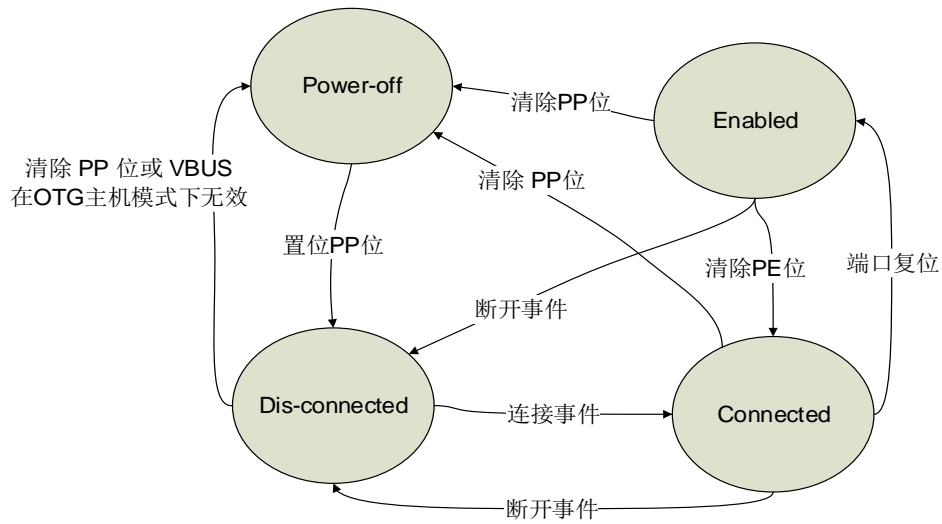 Power-off
Enabled
清除PP位
清除 PP 位或 VBUS
在OTG主机模式下无效
清除 PP位
置位PP位
清除PE位
端口复位
断开事件
Dis-connected
连接事件
Connected
断开事件